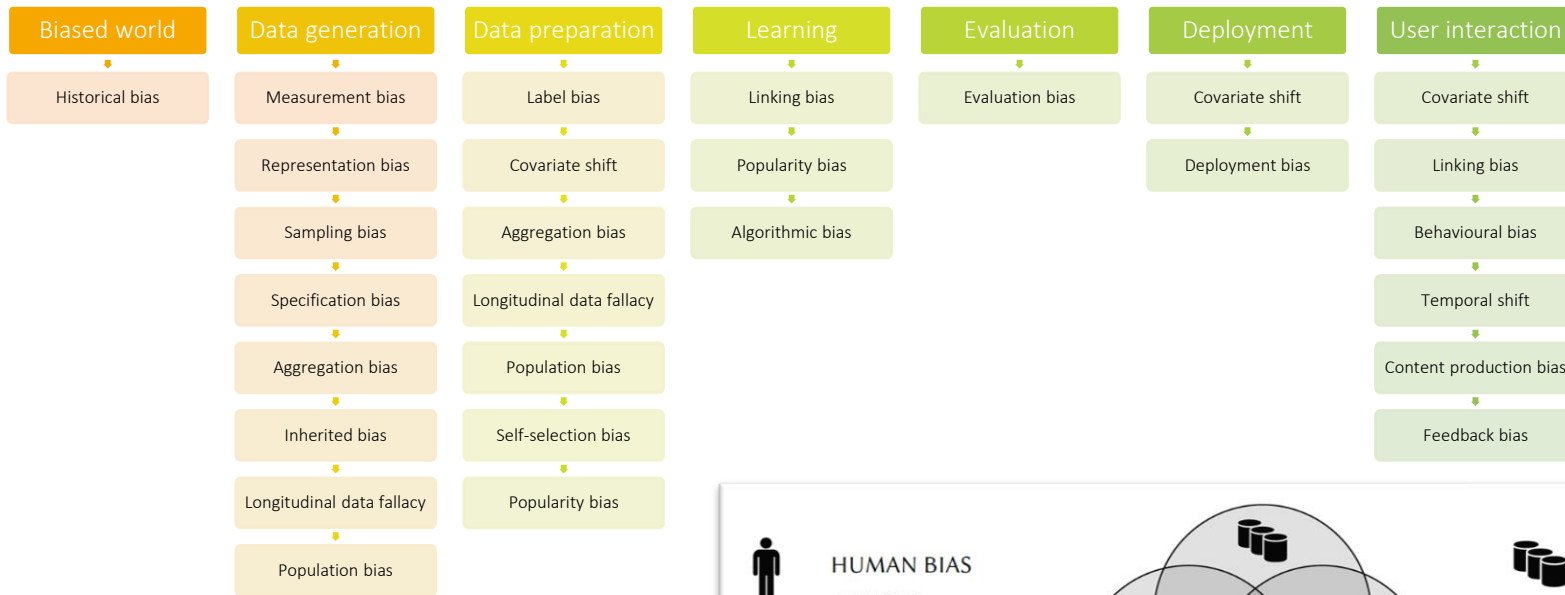 Biased world
Historical bias
Data generation
Measurement bias
Representation bias
Sampling bias
Specification bias
Aggregation bias
Inherited bias
Longitudinal data fallacy
Population bias
Data preparation
Label bias
Covariate shift
Aggregation bias
Longitudinal data fallacy
Population bias
Self-selection bias
Popularity bias
Learning
Linking bias
Popularity bias
Algorithmic bias
Evaluation
Evaluation bias
Deployment
Covariate shift
Deployment bias
User interaction
Covariate shift
Linking bias
Behavioural bias
Temporal shift
Content production bias
Feedback bias
HUMAN BIAS